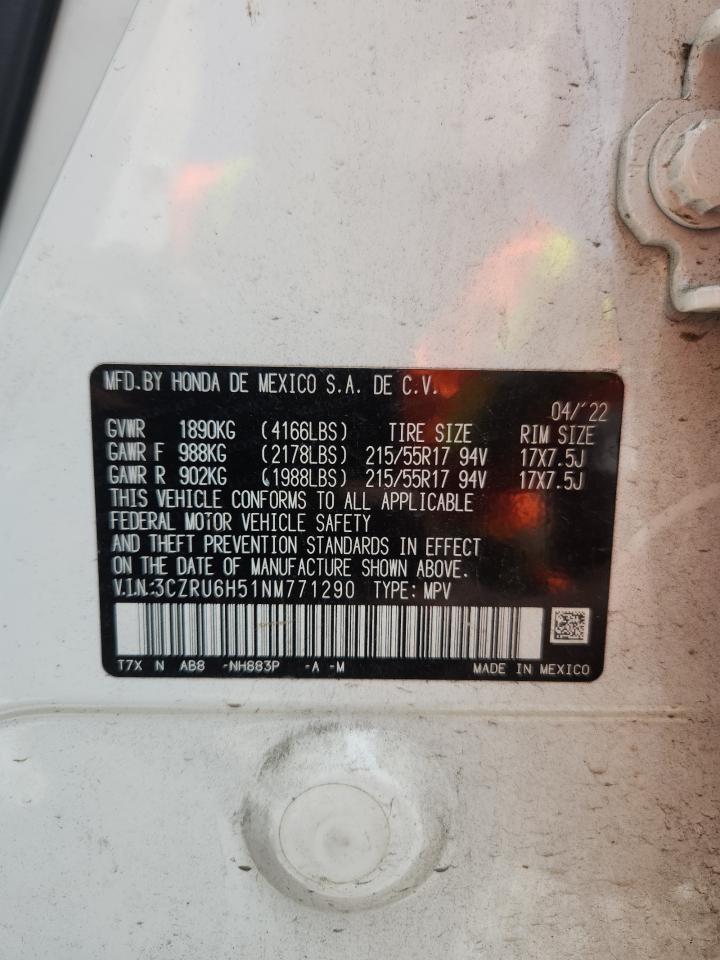 MFD.BY HONDA DE MEXICO S.A. DE C.V.
04/'22
GVWR 1890KG (4166LBS) TIRE SIZE RIM SIZE
GAWR F 988KG (2178LBS) 215/55R17 94V 17X7.5J
GAWR R 902KG (1988LBS) 215/55R17 94V 17X7.5J
THIS VEHICLE CONFORMS TO ALL APPLICABLE
FEDERAL MOTOR VEHICLE SAFETY
AND THEFT PREVENTION STANDARDS IN EFFECT
ON THE DATE OF MANUFACTURE SHOWN ABOVE.
V.I.N:3CZRU6H51NM771290 TYPE: MPV
T7X N AB8 -NH883P -A -M MADE IN MEXICO